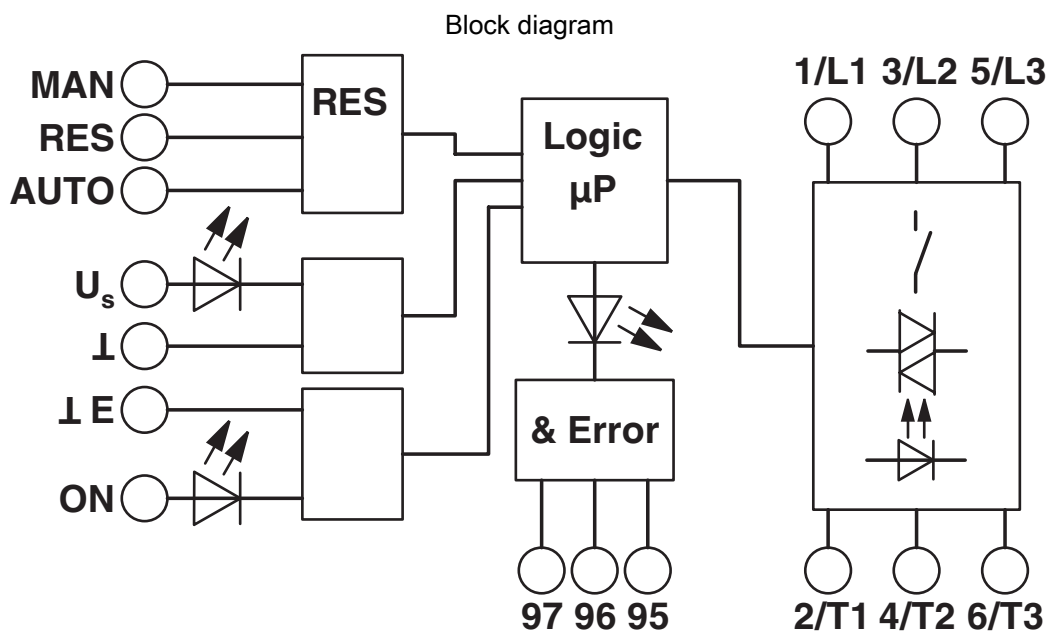 Block diagram
MAN
RES
AUTO
RES
Us
⊥
⊥ E
ON
Logic
µP
& Error
97 96 95
1/L1 3/L2 5/L3
2/T1 4/T2 6/T3